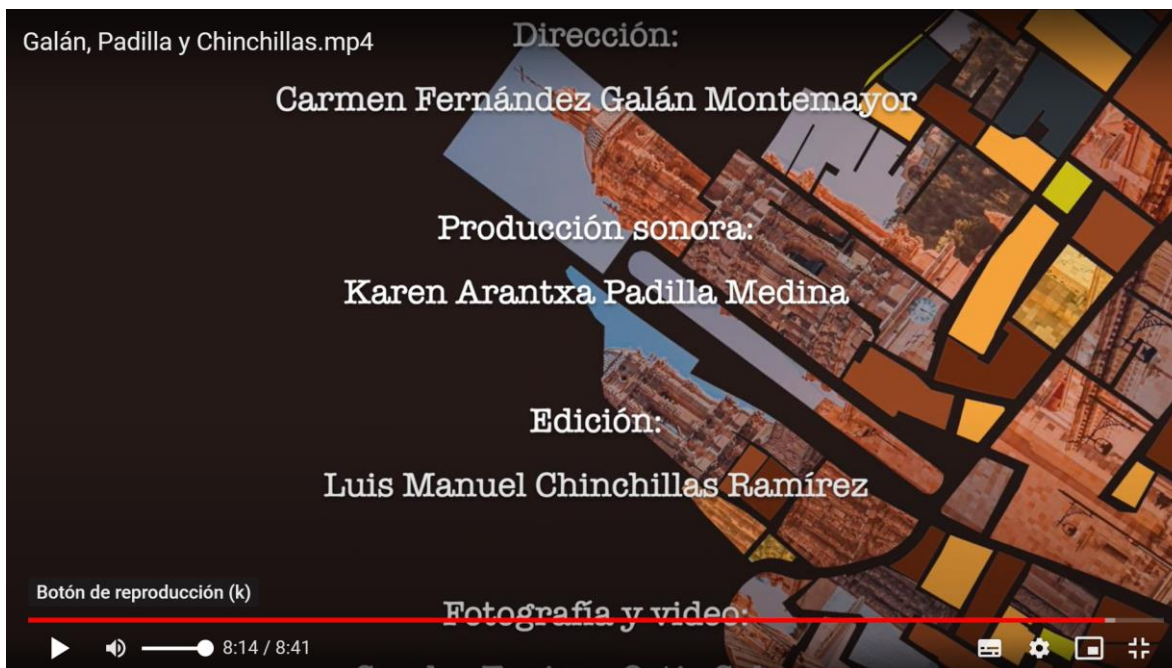 Galán, Padilla y Chinchillas.mp4
Dirección:
Carmen Fernández Galán Montemayor
Producción sonora:
Karen Arantxa Padilla Medina
Edición:
Luis Manuel Chinchillas Ramírez
Botón de reproducción (k)
Fotografía y video:
8:14 / 8:41